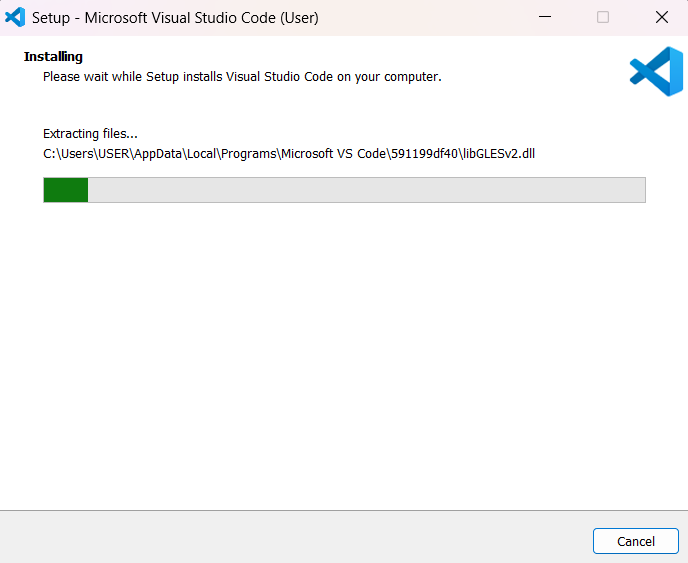 Setup - Microsoft Visual Studio Code (User)
Installing
Please wait while Setup installs Visual Studio Code on your computer.
Extracting files...
C:\Users\USER\AppData\Local\Programs\Microsoft VS Code\591199df40\libGLESv2.dll
Cancel